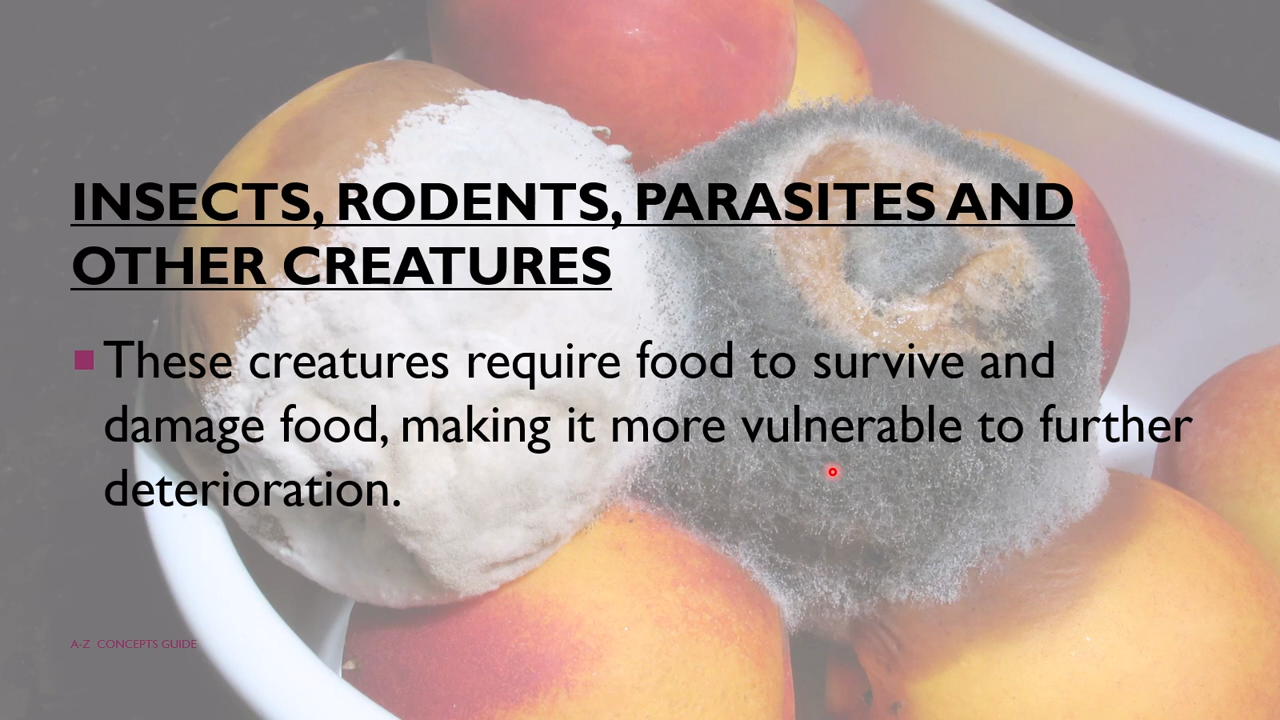 INSECTS, RODENTS, PARASITES AND
OTHER CREATURES
These creatures require food to survive and
damage food, making it more vulnerable to further
deterioration.
A-Z CONCEPTS GUIDE